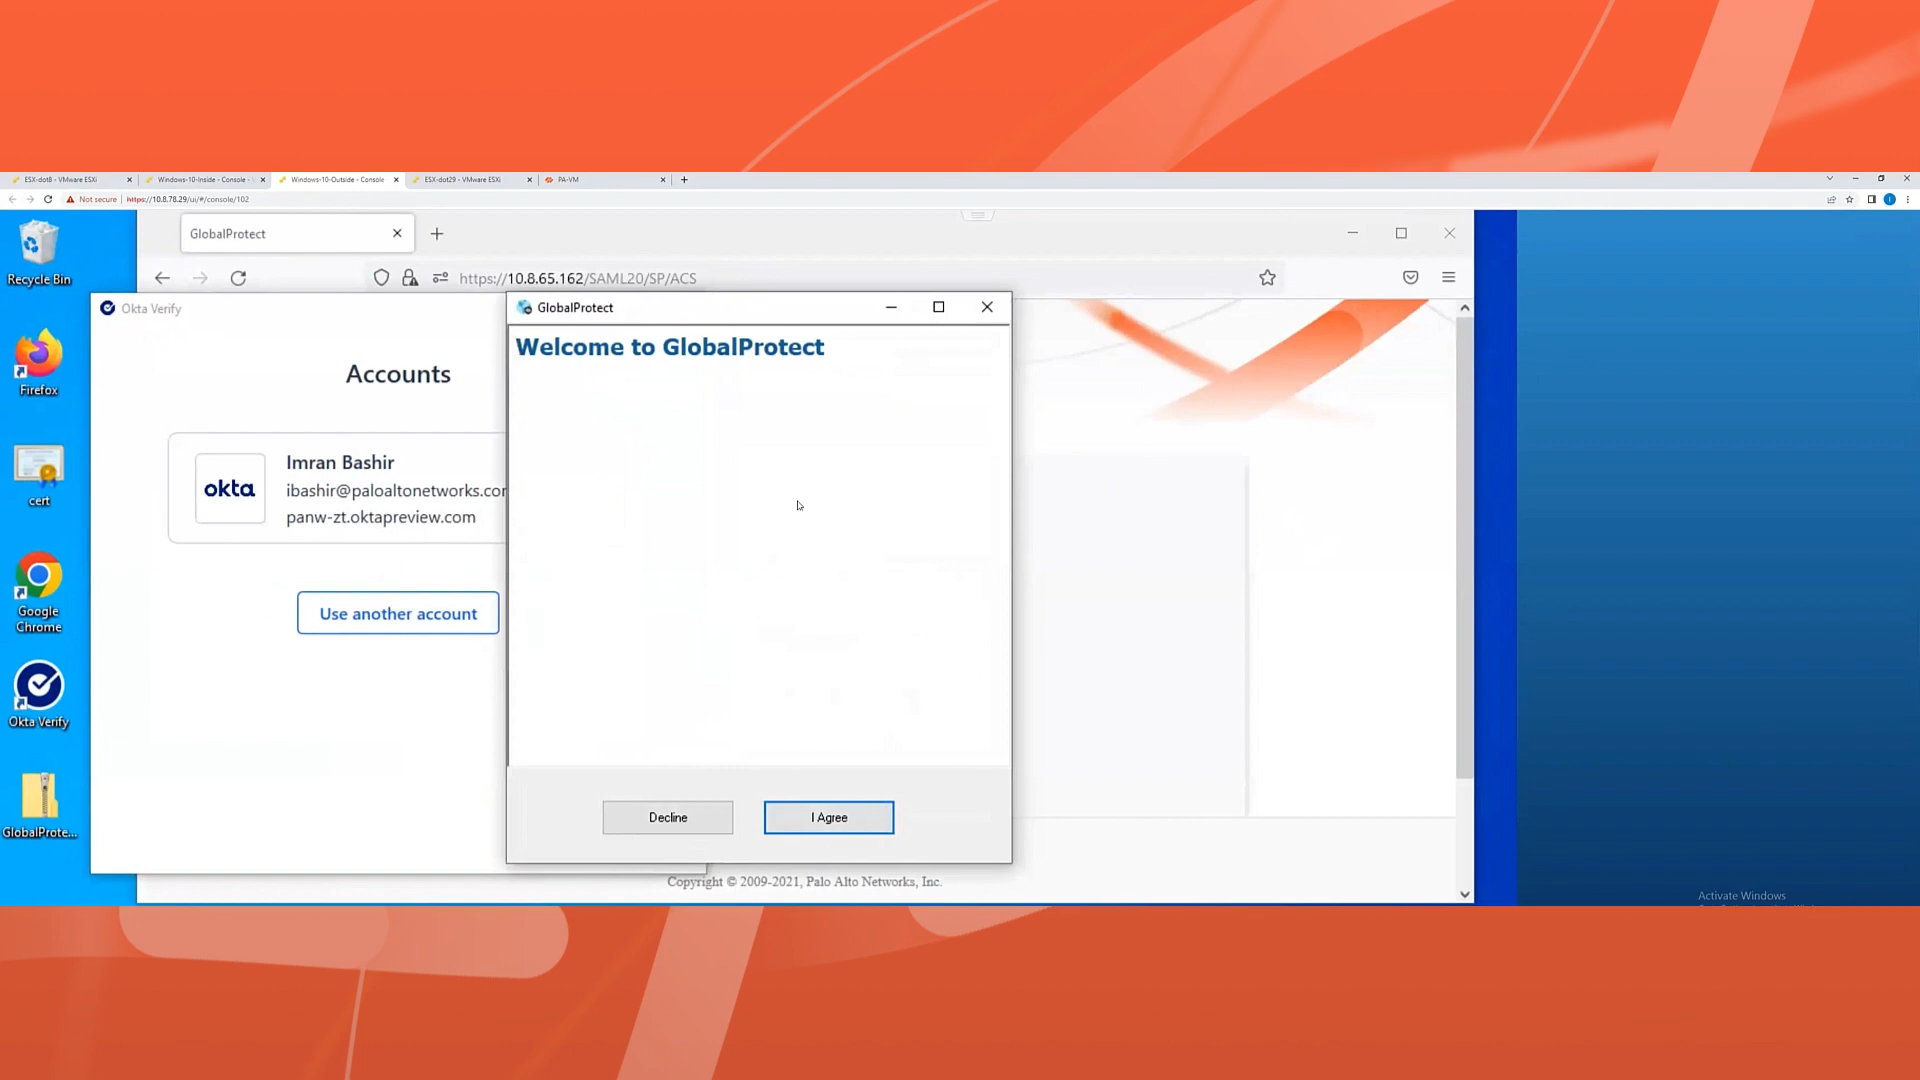 ESX-dot8 - VMware ESXi
Windows-10-Inside - Console -
Windows-10-Outside - Console
ESX-dot29 - VMware ESXi
PA-VM
Not secure | https://10.8.78.29/ui/#/console/102
Recycle Bin
Firefox
cert
Google
Chrome
Okta Verify
GlobalProte...
GlobalProtect
https://10.8.65.162/SAML20/SP/ACS
Okta Verify
Accounts
okta
Imran Bashir
ibashir@paloaltonetworks.cor
panw-zt.oktapreview.com
Use another account
GlobalProtect
Welcome to GlobalProtect
Decline
I Agree
Copyright © 2009-2021, Palo Alto Networks, Inc.
Activate Windows